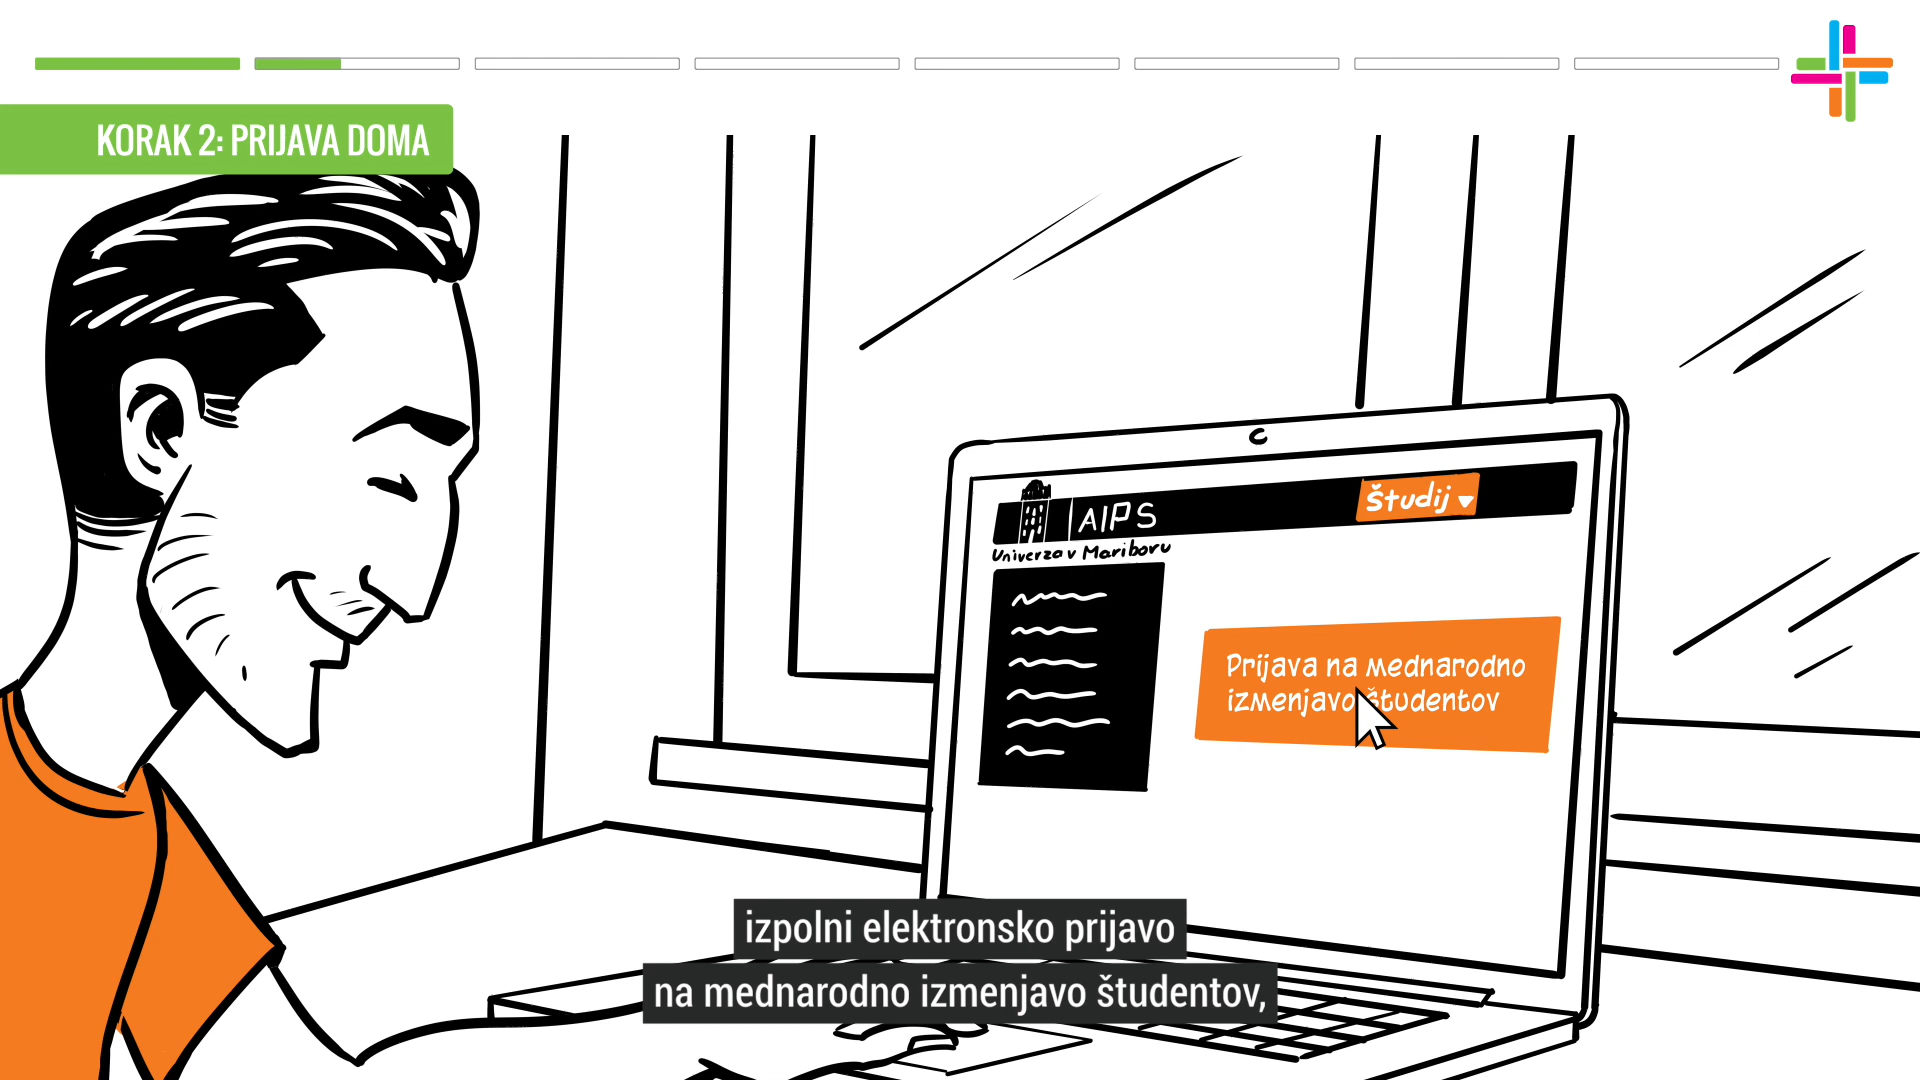 KORAK 2: PRIJAVA DOMA
Študij
AIPS
Univerza v Mariboru
Prijava na mednarodno
izmenjavo študentov
izpolni elektronsko prijavo
na mednarodno izmenjavo študentov,